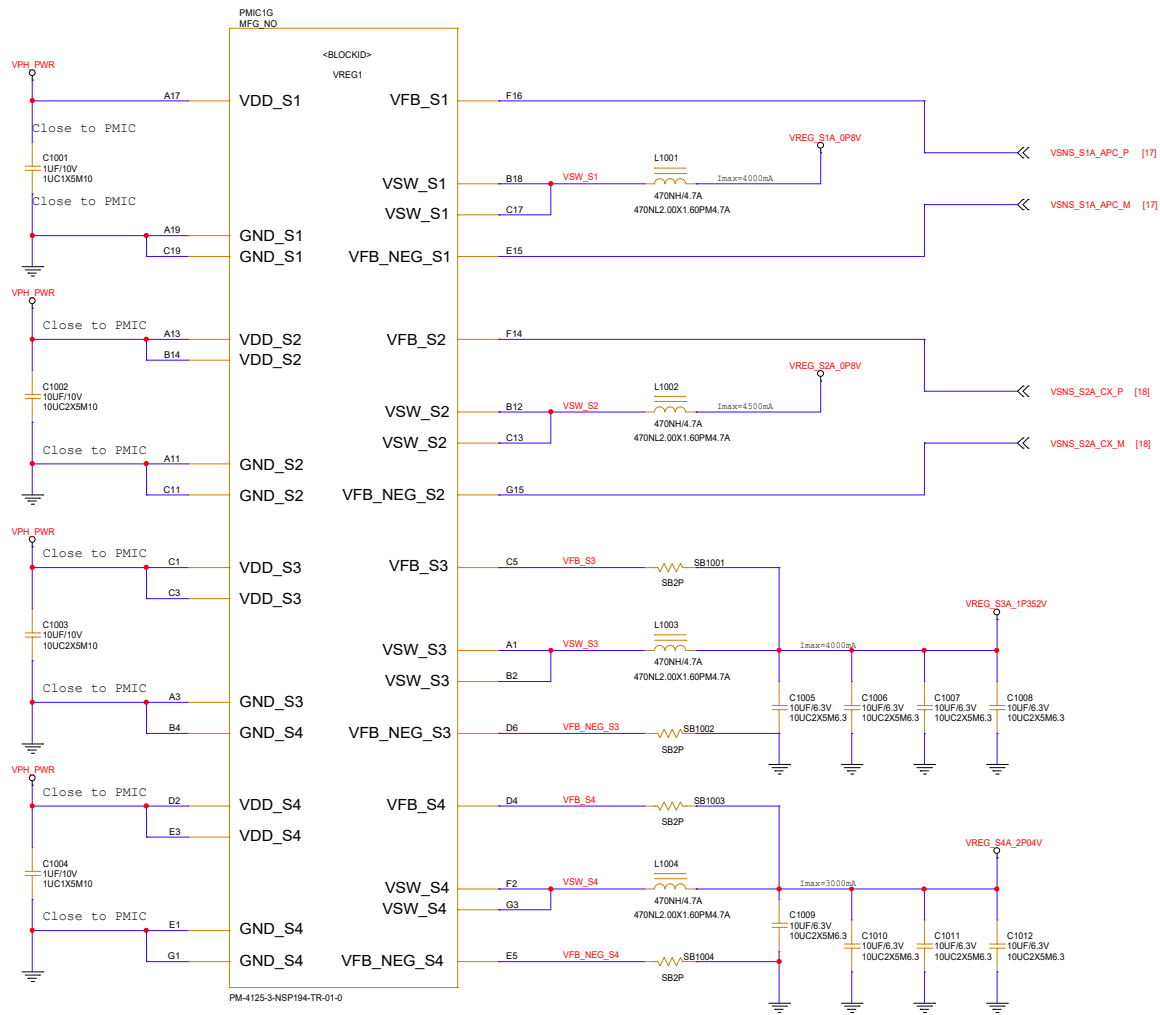 PMIC1G
MFG_NO
<BLOCKID>
VREG1
VPH_PWR
A17
VDD_S1
VFB_S1
F16
Close to PMIC
C1001
1UF/10V
1UC1X5M10
Close to PMIC
VREG_S1A_0P8V
VSNS_S1A_APC_P [17]
L1001
VSW_S1
B18
VSW_S1
Imax=4000mA
470NH/4.7A
470NL2.00X1.60PM4.7A
VSW_S1
C17
VSNS_S1A_APC_M [17]
A19
GND_S1
C19
GND_S1
VFB_NEG_S1
E15
VPH_PWR
Close to PMIC
A13
VDD_S2
B14
VDD_S2
VFB_S2
F14
C1002
10UF/10V
10UC2X5M10
VREG_S2A_0P8V
VSNS_S2A_CX_P [18]
L1002
VSW_S2
B12
VSW_S2
Imax=4500mA
470NH/4.7A
470NL2.00X1.60PM4.7A
VSW_S2
C13
VSNS_S2A_CX_M [18]
Close to PMIC
A11
GND_S2
C11
GND_S2
VFB_NEG_S2
G15
VPH_PWR
Close to PMIC
C1
VDD_S3
C3
VDD_S3
VFB_S3
C5
VFB_S3
SB1001
SB2P
VREG_S3A_1P352V
C1003
10UF/10V
10UC2X5M10
L1003
VSW_S3
A1
VSW_S3
Imax=4000mA
470NH/4.7A
470NL2.00X1.60PM4.7A
VSW_S3
B2
Close to PMIC
A3
GND_S3
B4
GND_S4
C1005
10UF/6.3V
10UC2X5M6.3
C1006
10UF/6.3V
10UC2X5M6.3
C1007
10UF/6.3V
10UC2X5M6.3
C1008
10UF/6.3V
10UC2X5M6.3
VFB_NEG_S3
D6
VFB_NEG_S3
SB1002
SB2P
VPH_PWR
Close to PMIC
D2
VDD_S4
E3
VDD_S4
VFB_S4
D4
VFB_S4
SB1003
SB2P
VREG_S4A_2P04V
C1004
1UF/10V
1UC1X5M10
L1004
VSW_S4
F2
VSW_S4
Imax=3000mA
470NH/4.7A
470NL2.00X1.60PM4.7A
VSW_S4
G3
Close to PMIC
E1
GND_S4
G1
GND_S4
C1009
10UF/6.3V
10UC2X5M6.3
C1010
10UF/6.3V
10UC2X5M6.3
C1011
10UF/6.3V
10UC2X5M6.3
C1012
10UF/6.3V
10UC2X5M6.3
VFB_NEG_S4
E5
VFB_NEG_S4
SB1004
SB2P
PM-4125-3-NSP194-TR-01-0